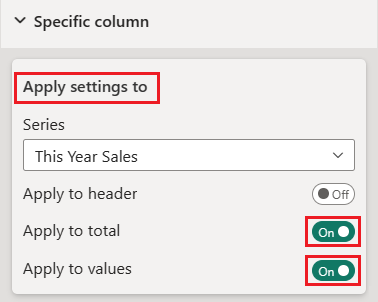 Specific column
Apply settings to
Series
This Year Sales
Apply to header Off
Apply to total On
Apply to values On